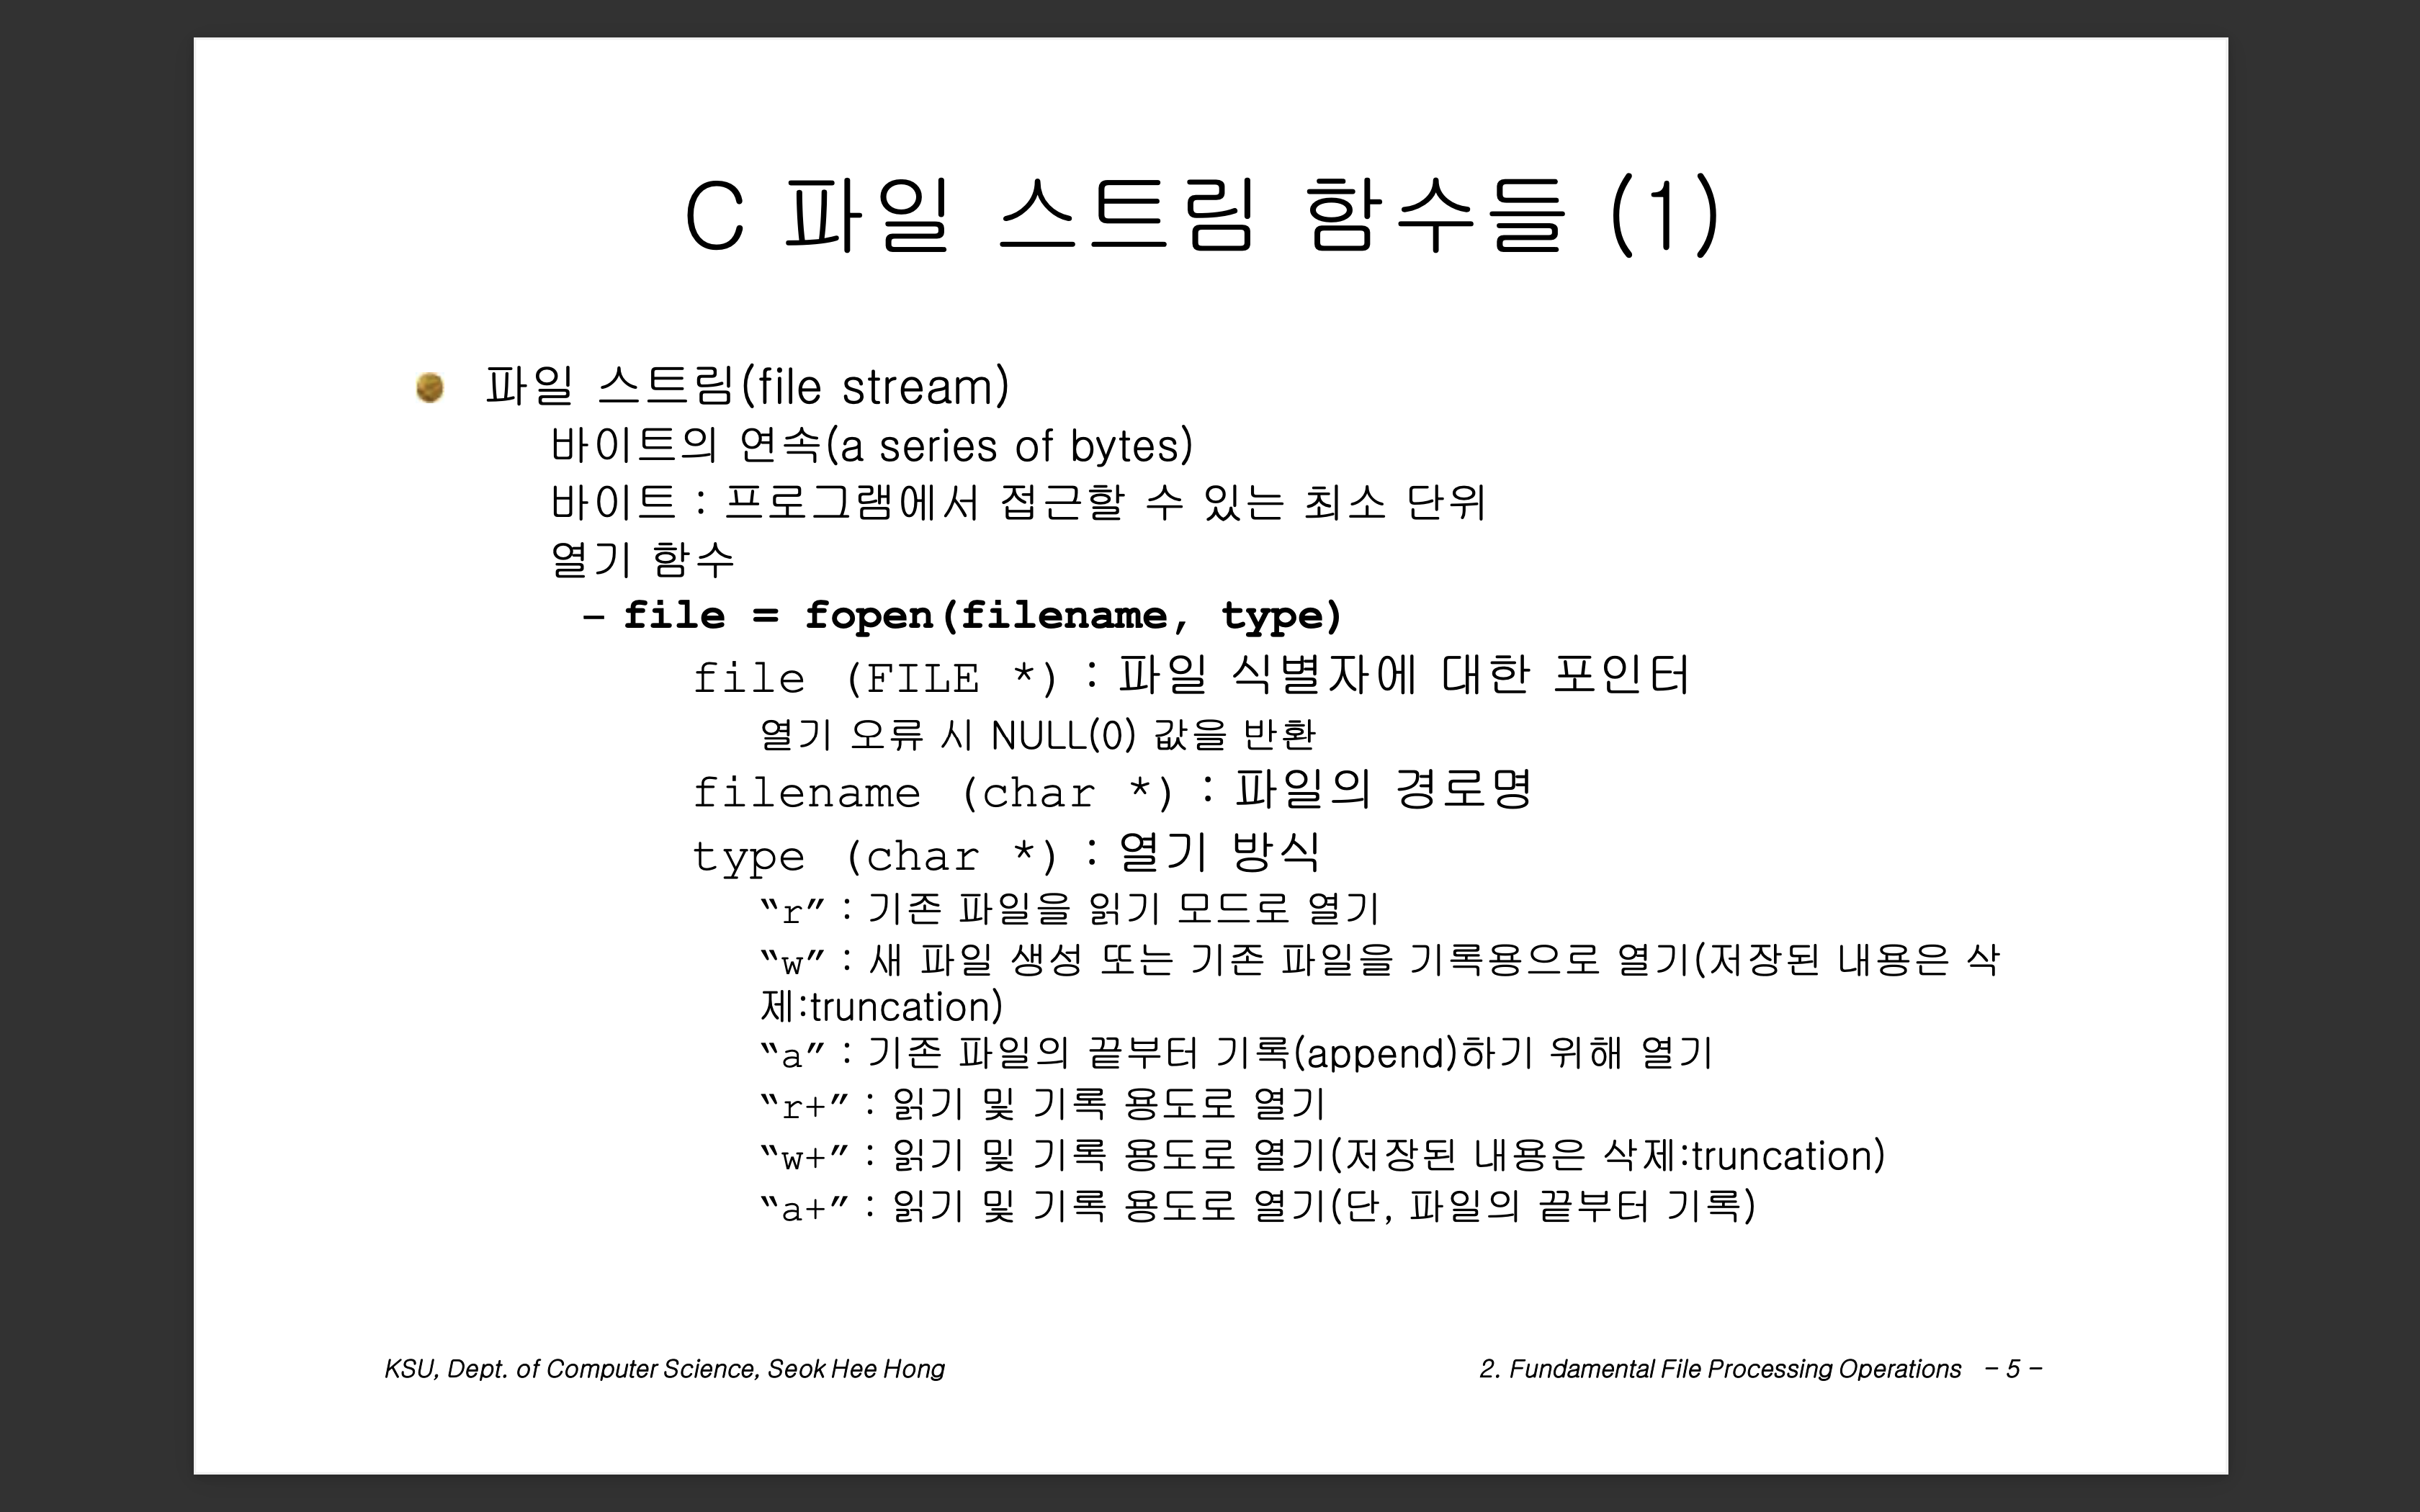 C 파일 스트림 함수들 (1)
파일 스트림(file stream)
바이트의 연속(a series of bytes)
바이트 : 프로그램에서 접근할 수 있는 최소 단위
열기 함수
– file = fopen(filename, type)
file (FILE *) : 파일 식별자에 대한 포인터
열기 오류 시 NULL(0) 값을 반환
filename (char *) : 파일의 경로명
type (char *) : 열기 방식
“r” : 기존 파일을 읽기 모드로 열기
“w” : 새 파일 생성 또는 기존 파일을 기록용으로 열기(저장된 내용은 삭
제:truncation)
“a” : 기존 파일의 끝부터 기록(append)하기 위해 열기
“r+” : 읽기 및 기록 용도로 열기
“w+” : 읽기 및 기록 용도로 열기(저장된 내용은 삭제:truncation)
“a+” : 읽기 및 기록 용도로 열기(단, 파일의 끝부터 기록)
KSU, Dept. of Computer Science, Seok Hee Hong
2. Fundamental File Processing Operations – 5 –